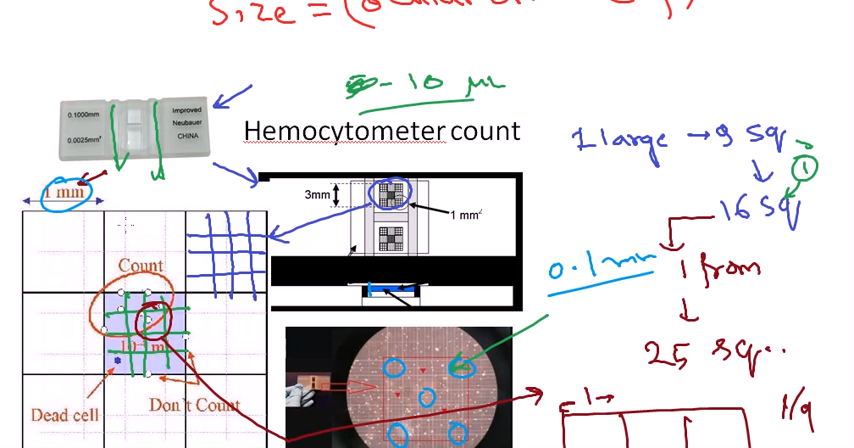 Size = (
10 µL
0.1000mm
0.0025mm²
Improved
Neubauer
CHINA
Hemocytometer count
1 large → 9 sq
1
16 sq
1 mm
3mm
1 mm²
0.1 mm
1 from
25 sq.
Count
Dead cell
Don't Count
1 →